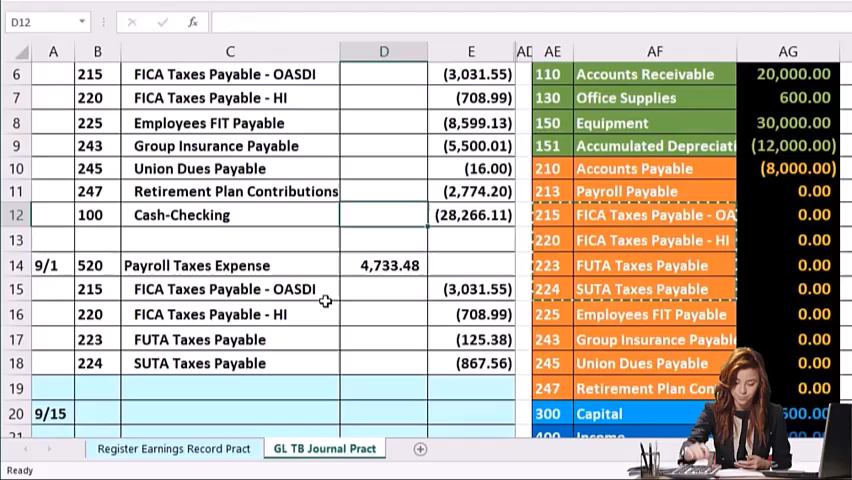 D12
fx
A B C D E AD AE AF AG
6 215 FICA Taxes Payable - OASDI (3,031.55) 110 Accounts Receivable 20,000.00
7 220 FICA Taxes Payable - HI (708.99) 130 Office Supplies 600.00
8 225 Employees FIT Payable (8,599.13) 150 Equipment 30,000.00
9 243 Group Insurance Payable (5,500.01) 151 Accumulated Depreciati (12,000.00)
10 245 Union Dues Payable (16.00) 210 Accounts Payable (8,000.00)
11 247 Retirement Plan Contributions (2,774.20) 213 Payroll Payable 0.00
12 100 Cash-Checking (28,266.11) 215 FICA Taxes Payable - OA 0.00
13 220 FICA Taxes Payable - HI 0.00
14 9/1 520 Payroll Taxes Expense 4,733.48 223 FUTA Taxes Payable 0.00
15 215 FICA Taxes Payable - OASDI (3,031.55) 224 SUTA Taxes Payable 0.00
16 220 FICA Taxes Payable - HI (708.99) 225 Employees FIT Payable 0.00
17 223 FUTA Taxes Payable (125.38) 243 Group Insurance Payable 0.00
18 224 SUTA Taxes Payable (867.56) 245 Union Dues Payable 0.00
19 247 Retirement Plan Con 0.00
20 9/15 300 Capital
Income
Register Earnings Record Pract GL TB Journal Pract
Ready